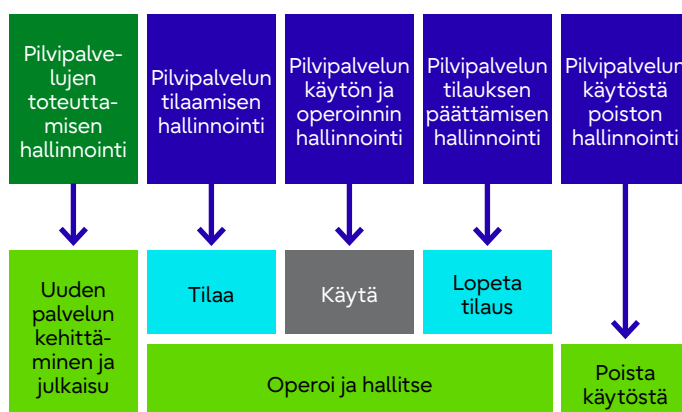 Pilvipalve-
lujen
toteutta-
misen
hallinnointi
Pilvipalvelun
tilaamisen
hallinnointi
Pilvipalvelun
käytön ja
operoinnin
hallinnointi
Pilvipalvelun
tilauksen
päättämisen
hallinnointi
Pilvipalvelun
käytöstä
poiston
hallinnointi
Uuden
palvelun
kehittä-
minen ja
julkaisu
Tilaa
Käytä
Lopeta
tilaus
Operoi ja hallitse
Poista
käytöstä